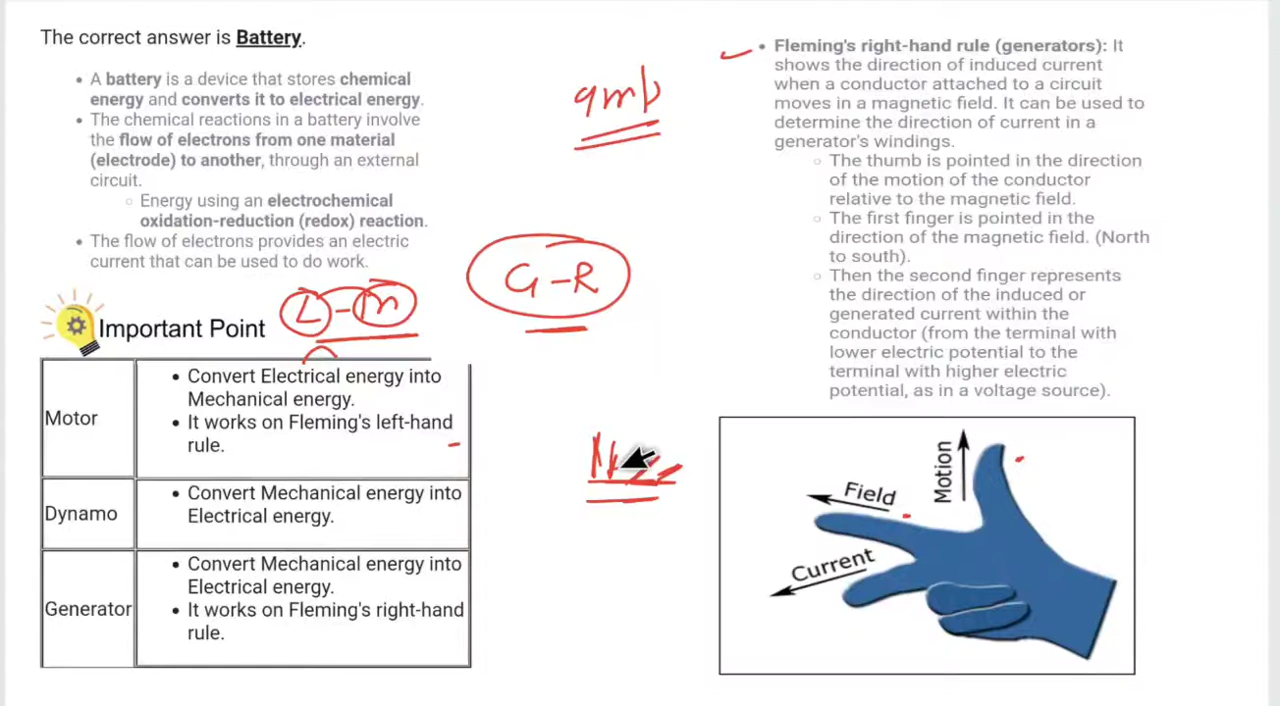 The correct answer is Battery.
• A battery is a device that stores chemical
energy and converts it to electrical energy.
• The chemical reactions in a battery involve
the flow of electrons from one material
(electrode) to another, through an external
circuit.
○ Energy using an electrochemical
oxidation-reduction (redox) reaction.
• The flow of electrons provides an electric
current that can be used to do work.
L - m
Important Point
Motor
• Convert Electrical energy into
Mechanical energy.
• It works on Fleming's left-hand
rule.
Dynamo
• Convert Mechanical energy into
Electrical energy.
Generator
• Convert Mechanical energy into
Electrical energy.
• It works on Fleming's right-hand
rule.
G - R
• Fleming's right-hand rule (generators): It
shows the direction of induced current
when a conductor attached to a circuit
moves in a magnetic field. It can be used to
determine the direction of current in a
generator's windings.
○ The thumb is pointed in the direction
of the motion of the conductor
relative to the magnetic field.
○ The first finger is pointed in the
direction of the magnetic field. (North
to south).
○ Then the second finger represents
the direction of the induced or
generated current within the
conductor (from the terminal with
lower electric potential to the
terminal with higher electric
potential, as in a voltage source).
Motion
Field
Current